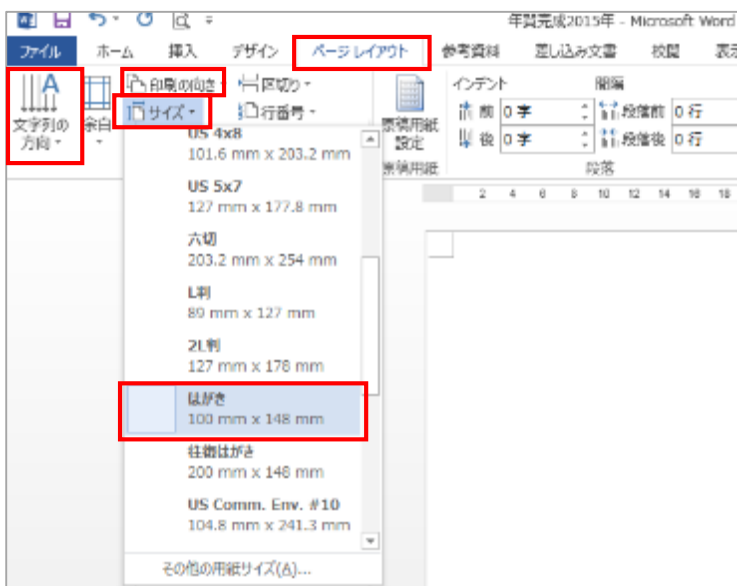 年賀完成2015年 - Microsoft Word
ファイル ホーム 挿入 デザイン ページ レイアウト 参考資料 差し込み文書 校閲 表示
文字列の方向
余白
印刷の向き
サイズ
区切り
行番号
原稿用紙設定
原稿用紙
インデント 間隔
前 0 字 段落前 0 行
後 0 字 段落後 0 行
段落
2 4 6 8 10 12 14 16 18
US 4x8
101.6 mm x 203.2 mm
US 5x7
127 mm x 177.8 mm
六切
203.2 mm x 254 mm
L判
89 mm x 127 mm
2L判
127 mm x 178 mm
はがき
100 mm x 148 mm
往復はがき
200 mm x 148 mm
US Comm. Env. #10
104.8 mm x 241.3 mm
その他の用紙サイズ(A)...